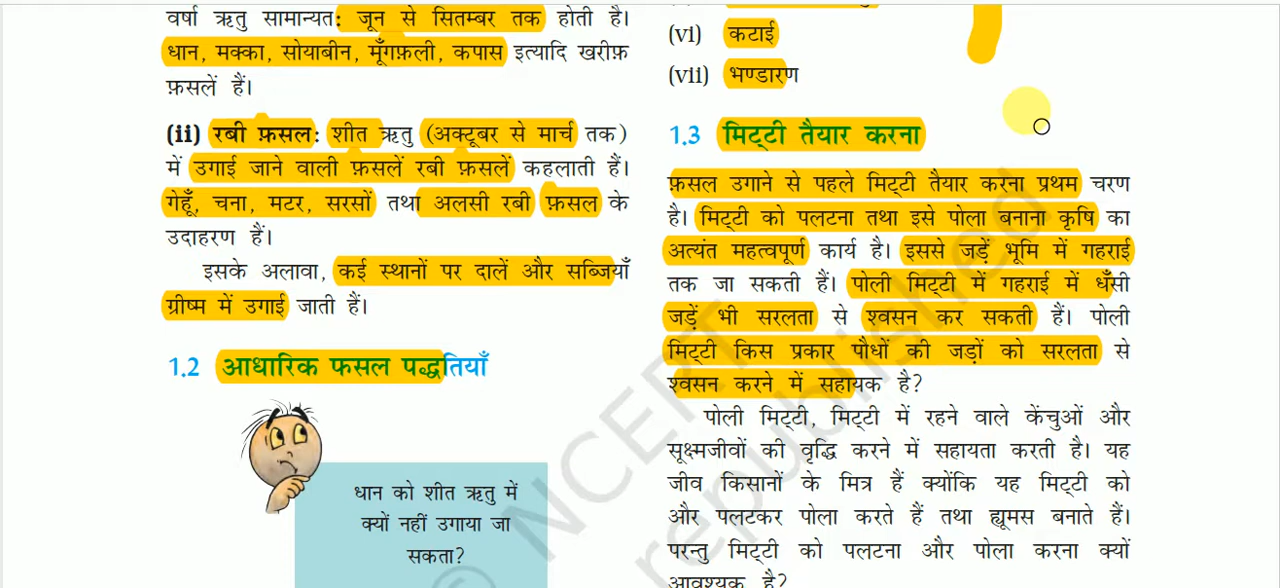 वर्षा ऋतु सामान्यत: जून से सितम्बर तक होती है।
धान, मक्का, सोयाबीन, मूँगफ़ली, कपास इत्यादि खरीफ़
फ़सलें हैं।
(ii) रबी फ़सल: शीत ऋतु (अक्टूबर से मार्च तक)
में उगाई जाने वाली फ़सलें रबी फ़सलें कहलाती हैं।
गेहूँ, चना, मटर, सरसों तथा अलसी रबी फ़सल के
उदाहरण हैं।
इसके अलावा, कई स्थानों पर दालें और सब्जियाँ
ग्रीष्म में उगाई जाती हैं।
1.2 आधारिक फसल पद्धतियाँ
धान को शीत ऋतु में
क्यों नहीं उगाया जा
सकता?
(vi) कटाई
(vii) भण्डारण
1.3 मिट्टी तैयार करना
फ़सल उगाने से पहले मिट्टी तैयार करना प्रथम चरण
है। मिट्टी को पलटना तथा इसे पोला बनाना कृषि का
अत्यंत महत्वपूर्ण कार्य है। इससे जड़ें भूमि में गहराई
तक जा सकती हैं। पोली मिट्टी में गहराई में धँसी
जड़ें भी सरलता से श्वसन कर सकती हैं। पोली
मिट्टी किस प्रकार पौधों की जड़ों को सरलता से
श्वसन करने में सहायक है?
पोली मिट्टी, मिट्टी में रहने वाले केंचुओं और
सूक्ष्मजीवों की वृद्धि करने में सहायता करती है। यह
जीव किसानों के मित्र हैं क्योंकि यह मिट्टी को
और पलटकर पोला करते हैं तथा ह्यूमस बनाते हैं।
परन्तु मिट्टी को पलटना और पोला करना क्यों
आवश्यक है?
© NCERT
republished